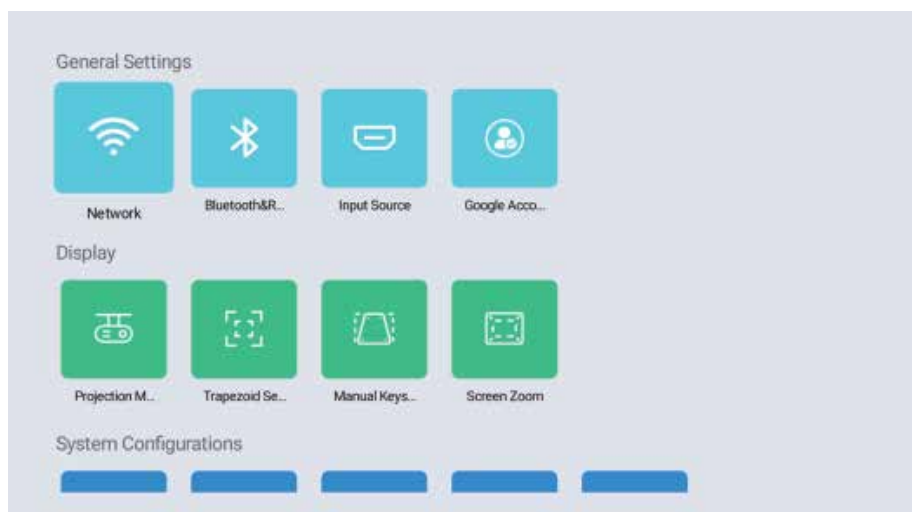 General Settings
Network
Bluetooth&R...
Input Source
Google Acco...
Display
Projection M...
Trapezoid Se...
Manual Keys...
Screen Zoom
System Configurations